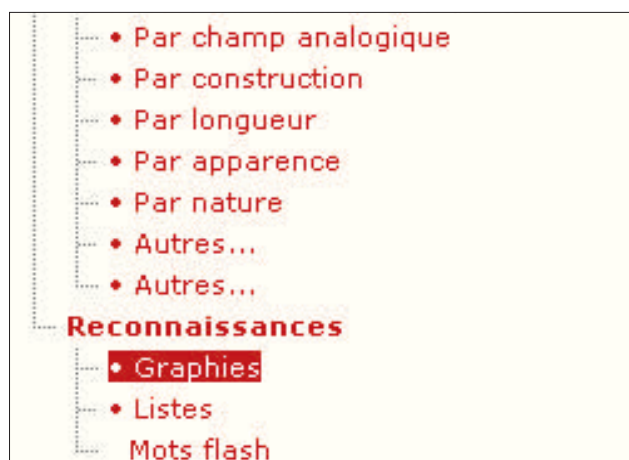 • Par champ analogique
• Par construction
• Par longueur
• Par apparence
• Par nature
• Autres...
• Autres...
Reconnaissances
• Graphies
• Listes
Mots flash